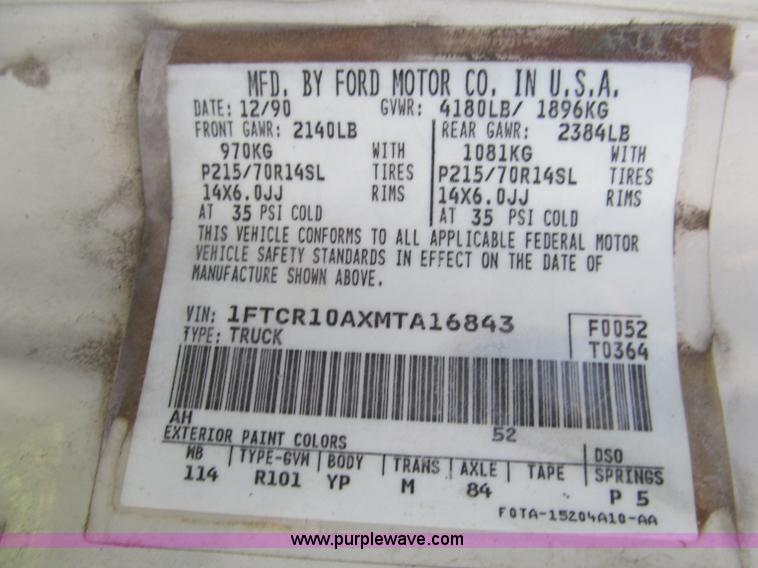 MFD. BY FORD MOTOR CO. IN U.S.A.
DATE: 12/90 GVWR: 4180LB/ 1896KG
FRONT GAWR: 2140LB REAR GAWR: 2384LB
970KG WITH 1081KG WITH
P215/70R14SL TIRES P215/70R14SL TIRES
14X6.0JJ RIMS 14X6.0JJ RIMS
AT 35 PSI COLD AT 35 PSI COLD
THIS VEHICLE CONFORMS TO ALL APPLICABLE FEDERAL MOTOR
VEHICLE SAFETY STANDARDS IN EFFECT ON THE DATE OF
MANUFACTURE SHOWN ABOVE.
VIN: 1FTCR10AXMTA16843 F0052
TYPE: TRUCK T0364
AH 52
EXTERIOR PAINT COLORS DSO
WB TYPE-GVW BODY TRANS AXLE TAPE SPRINGS
114 R101 YP M 84 P 5
F0TA-15204A10-AA
www.purplewave.com